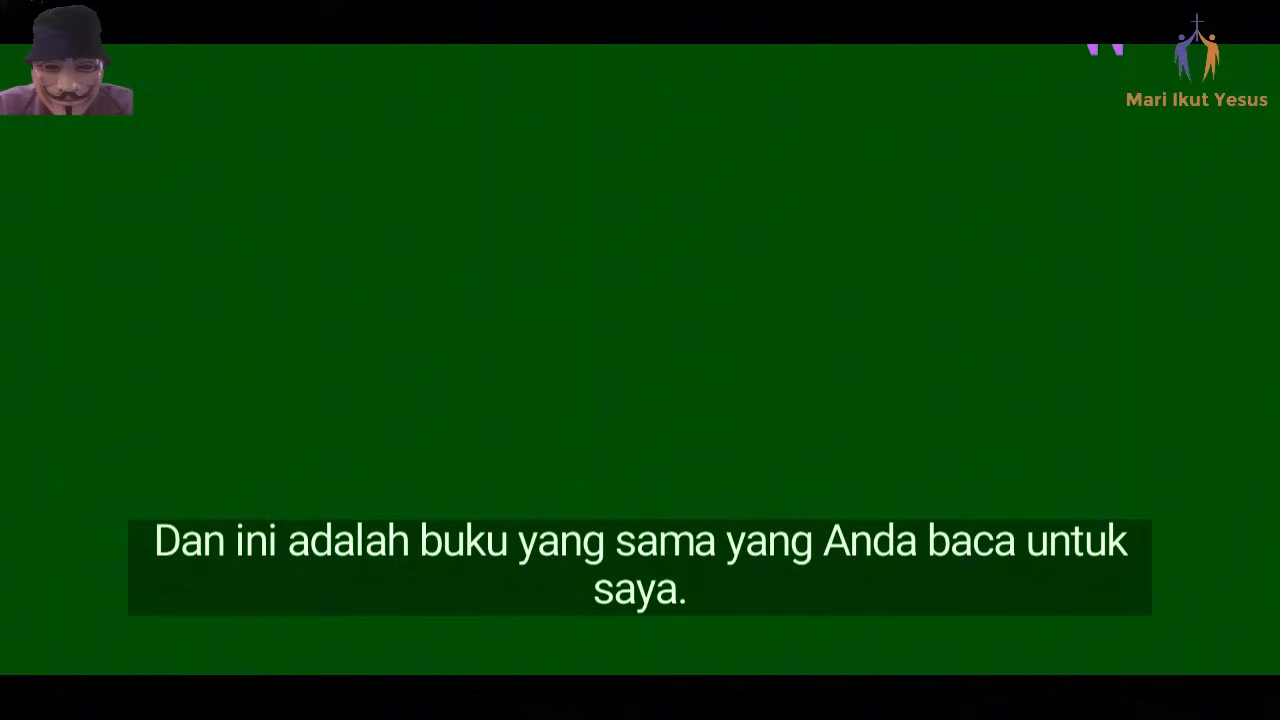 Mari Ikut Yesus
Dan ini adalah buku yang sama yang Anda baca untuk
saya.